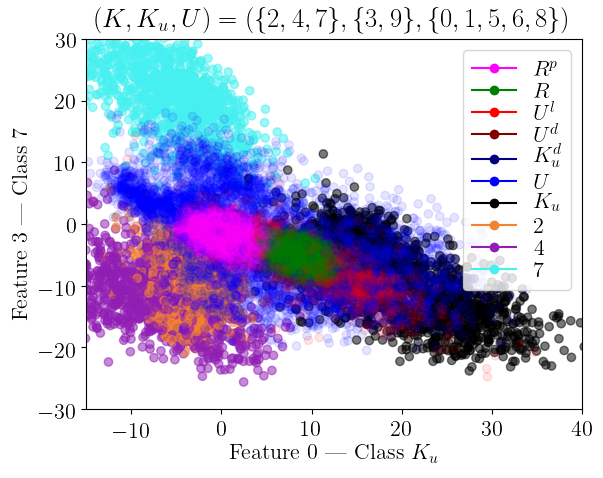 (K, K_u, U) = ({2, 4, 7}, {3, 9}, {0, 1, 5, 6, 8})
30
20
10
0
−10
−20
−30
Feature 3 — Class 7
−10
0
10
20
30
40
Feature 0 — Class K_u
R^p
R
U^l
U^d
K_u^d
U
K_u
2
4
7